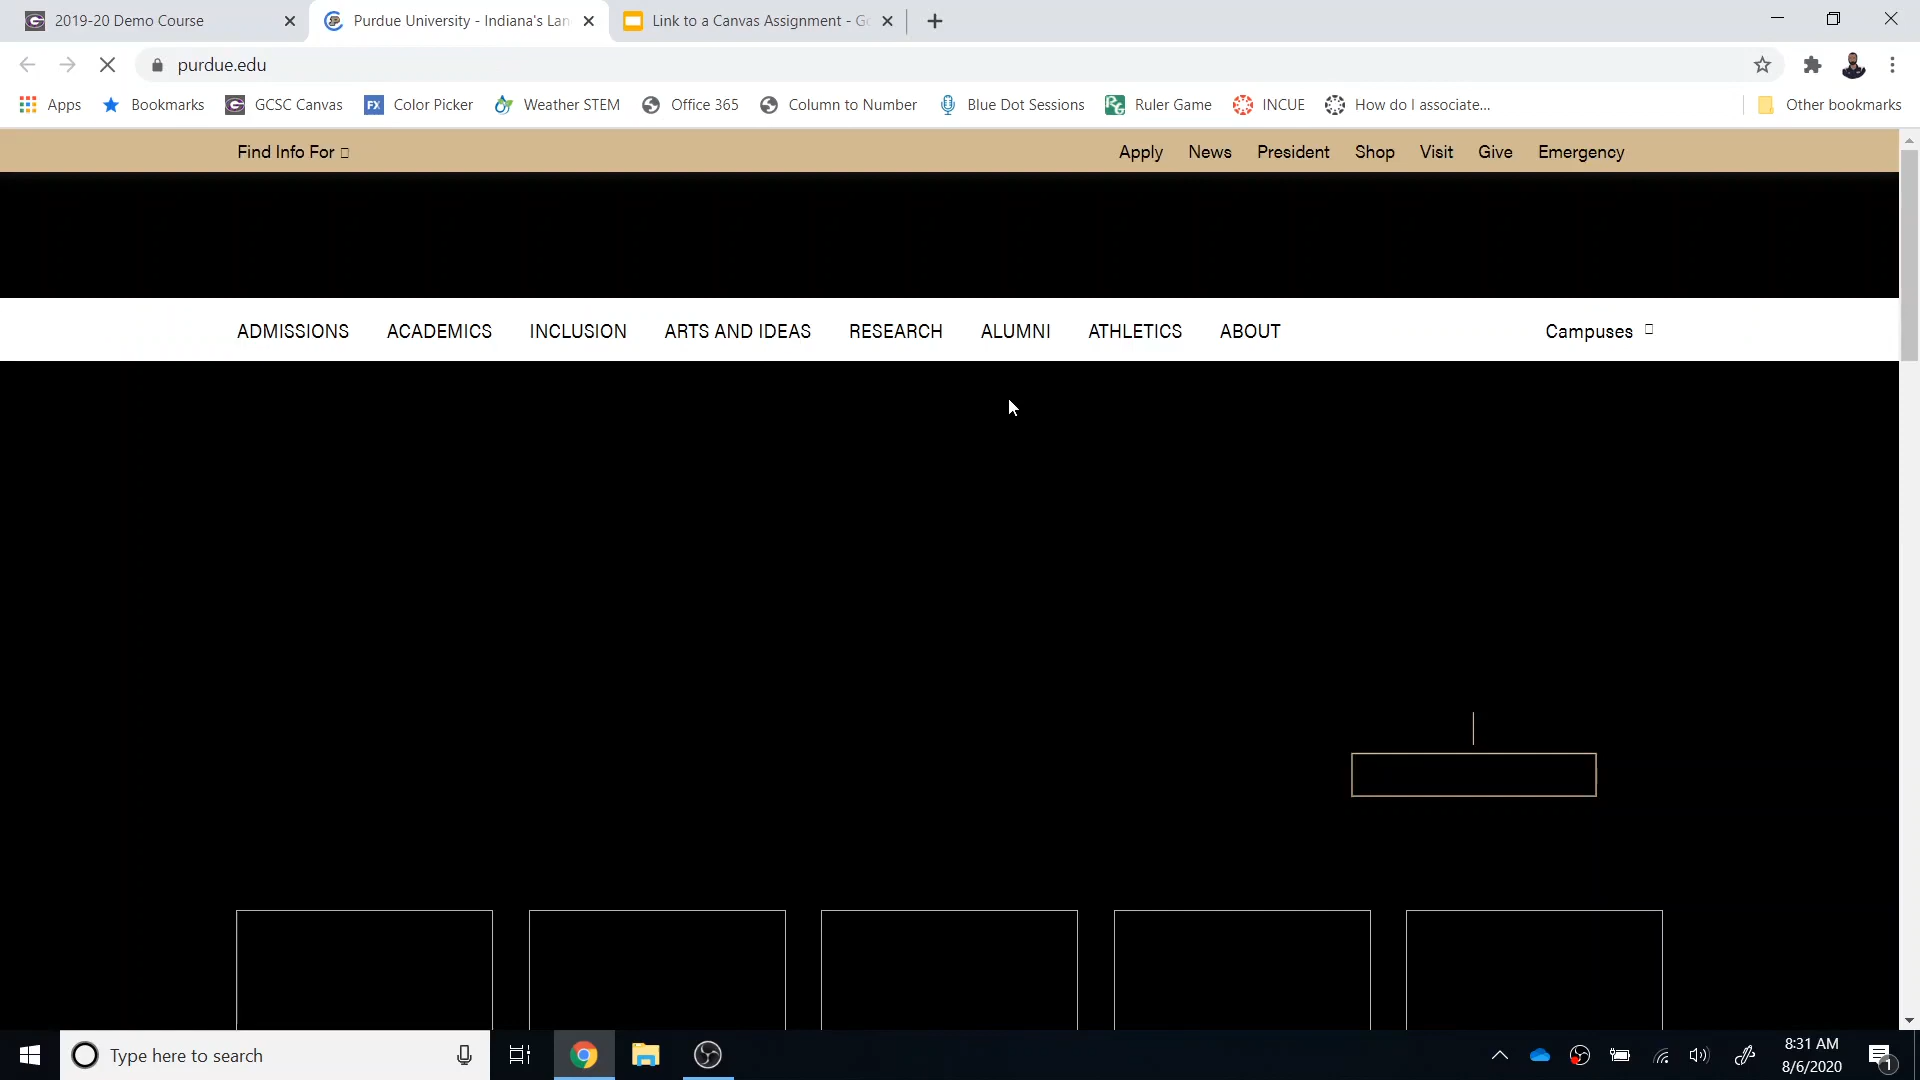 2019-20 Demo Course
Purdue University - Indiana's Lan
Link to a Canvas Assignment - Go
purdue.edu
Apps
Bookmarks
GCSC Canvas
Color Picker
Weather STEM
Office 365
Column to Number
Blue Dot Sessions
Ruler Game
INCUE
How do I associate...
Other bookmarks
Find Info For
Apply
News
President
Shop
Visit
Give
Emergency
ADMISSIONS
ACADEMICS
INCLUSION
ARTS AND IDEAS
RESEARCH
ALUMNI
ATHLETICS
ABOUT
Campuses
Type here to search
8:31 AM
8/6/2020
1